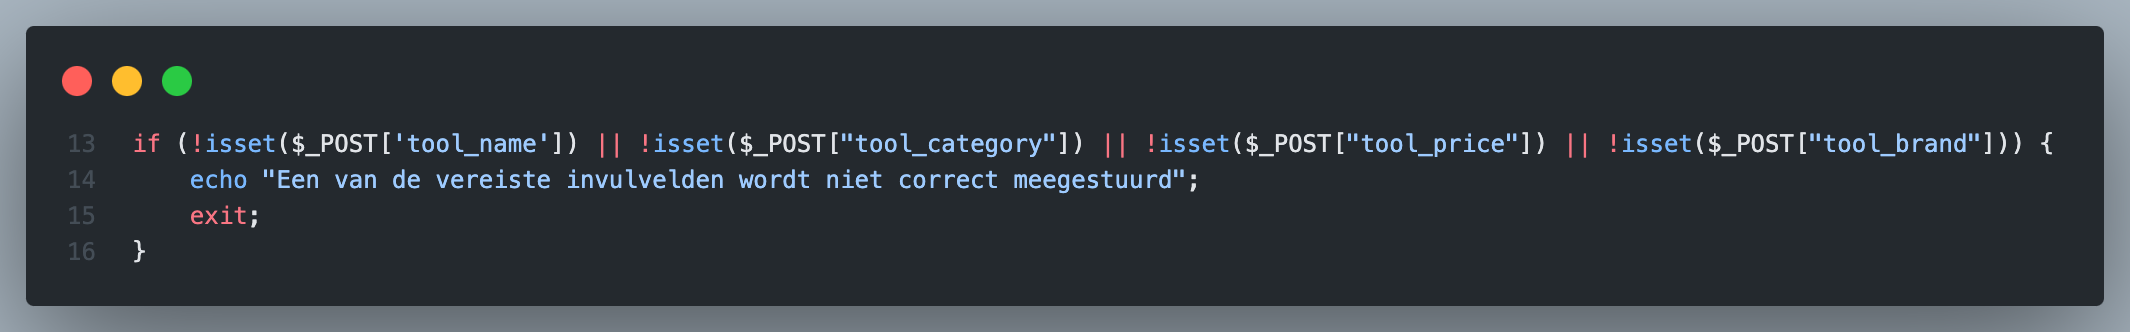 13 if (!isset($_POST['tool_name']) || !isset($_POST["tool_category"]) || !isset($_POST["tool_price"]) || !isset($_POST["tool_brand"])) {
14     echo "Een van de vereiste invulvelden wordt niet correct meegestuurd";
15     exit;
16 }